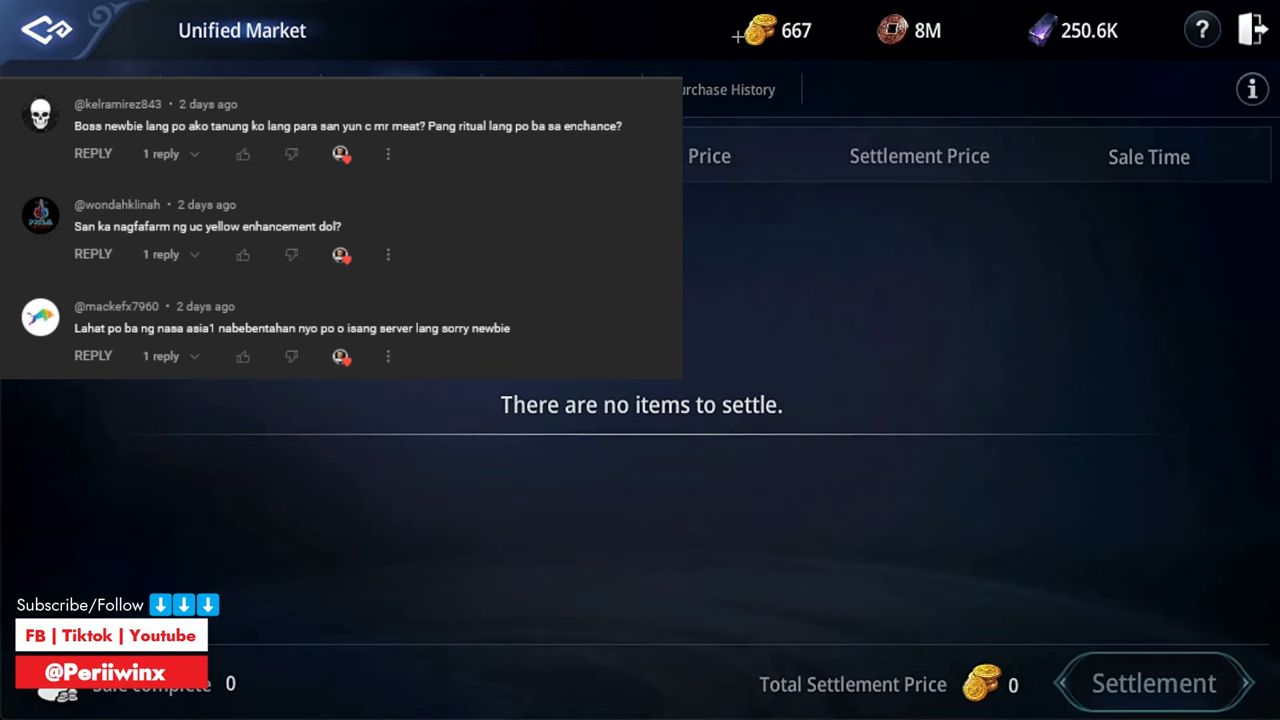 Unified Market
667
8M
250.6K
?
urchase History
@kelramirez843 • 2 days ago
Boss newbie lang po ako tanung ko lang para san yun c mr meat? Pang ritual lang po ba sa enchance?
REPLY 1 reply
@wondahklinah • 2 days ago
San ka nagfafarm ng uc yellow enhancement dol?
REPLY 1 reply
@mackefx7960 • 2 days ago
Lahat po ba ng nasa asia1 nabebentahan nyo po o isang server lang sorry newbie
REPLY 1 reply
Price
Settlement Price
Sale Time
There are no items to settle.
Subscribe/Follow
FB | Tiktok | Youtube
@Periiwinx
Sale complete 0
Total Settlement Price 0
Settlement